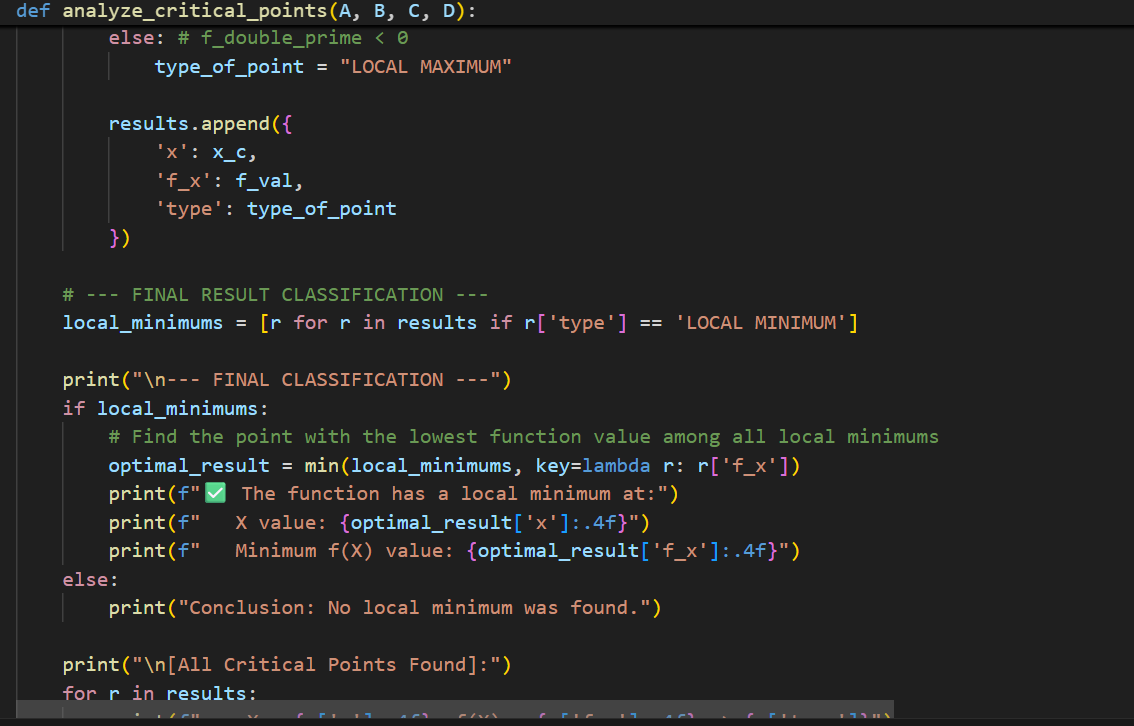 def analyze_critical_points(A, B, C, D):
        else: # f_double_prime < 0
            type_of_point = "LOCAL MAXIMUM"

        results.append({
            'x': x_c,
            'f_x': f_val,
            'type': type_of_point
        })

    # --- FINAL RESULT CLASSIFICATION ---
    local_minimums = [r for r in results if r['type'] == 'LOCAL MINIMUM']

    print("\n--- FINAL CLASSIFICATION ---")
    if local_minimums:
        # Find the point with the lowest function value among all local minimums
        optimal_result = min(local_minimums, key=lambda r: r['f_x'])
        print(f"✅ The function has a local minimum at:")
        print(f"   X value: {optimal_result['x']:.4f}")
        print(f"   Minimum f(X) value: {optimal_result['f_x']:.4f}")
    else:
        print("Conclusion: No local minimum was found.")

    print("\n[All Critical Points Found]:")
    for r in results: